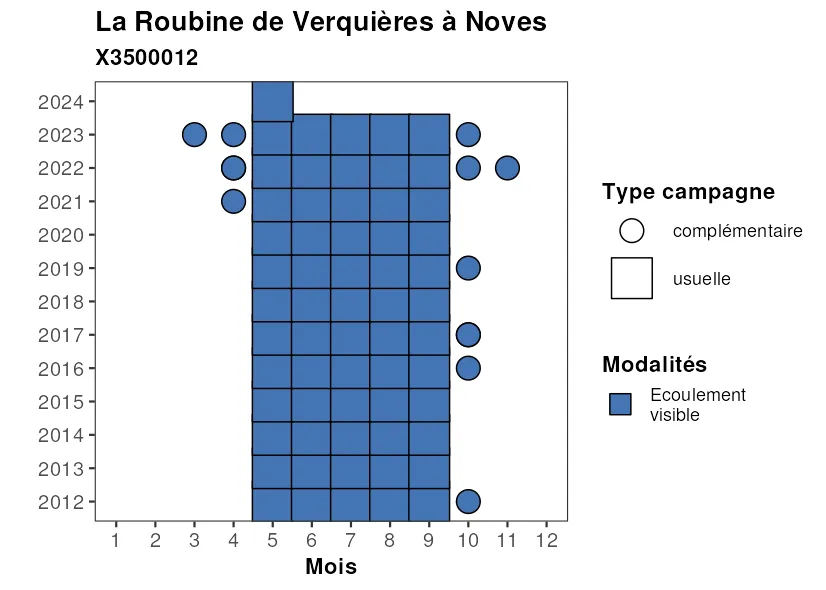 La Roubine de Verquières à Noves
X3500012
2024
2023
2022
2021
2020
2019
2018
2017
2016
2015
2014
2013
2012
1 2 3 4 5 6 7 8 9 10 11 12
Mois
Type campagne
complémentaire
usuelle
Modalités
Ecoulement
visible